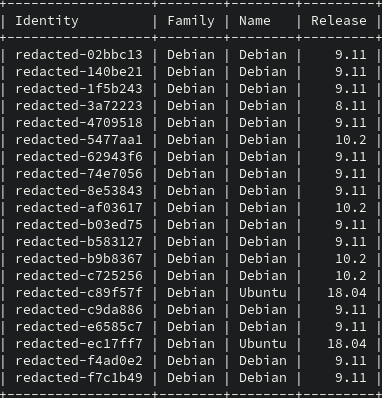 +-----------------+--------+--------+---------+
| Identity | Family | Name | Release |
+-----------------+--------+--------+---------+
| redacted-02bbc13 | Debian | Debian | 9.11 |
| redacted-140be21 | Debian | Debian | 9.11 |
| redacted-1f5b243 | Debian | Debian | 9.11 |
| redacted-3a72223 | Debian | Debian | 8.11 |
| redacted-4709518 | Debian | Debian | 9.11 |
| redacted-5477aa1 | Debian | Debian | 10.2 |
| redacted-62943f6 | Debian | Debian | 9.11 |
| redacted-74e7056 | Debian | Debian | 9.11 |
| redacted-8e53843 | Debian | Debian | 9.11 |
| redacted-af03617 | Debian | Debian | 10.2 |
| redacted-b03ed75 | Debian | Debian | 9.11 |
| redacted-b583127 | Debian | Debian | 9.11 |
| redacted-b9b8367 | Debian | Debian | 10.2 |
| redacted-c725256 | Debian | Debian | 10.2 |
| redacted-c89f57f | Debian | Ubuntu | 18.04 |
| redacted-c9da886 | Debian | Debian | 9.11 |
| redacted-e6585c7 | Debian | Debian | 9.11 |
| redacted-ec17ff7 | Debian | Ubuntu | 18.04 |
| redacted-f4ad0e2 | Debian | Debian | 9.11 |
| redacted-f7c1b49 | Debian | Debian | 9.11 |
+-----------------+--------+--------+---------+